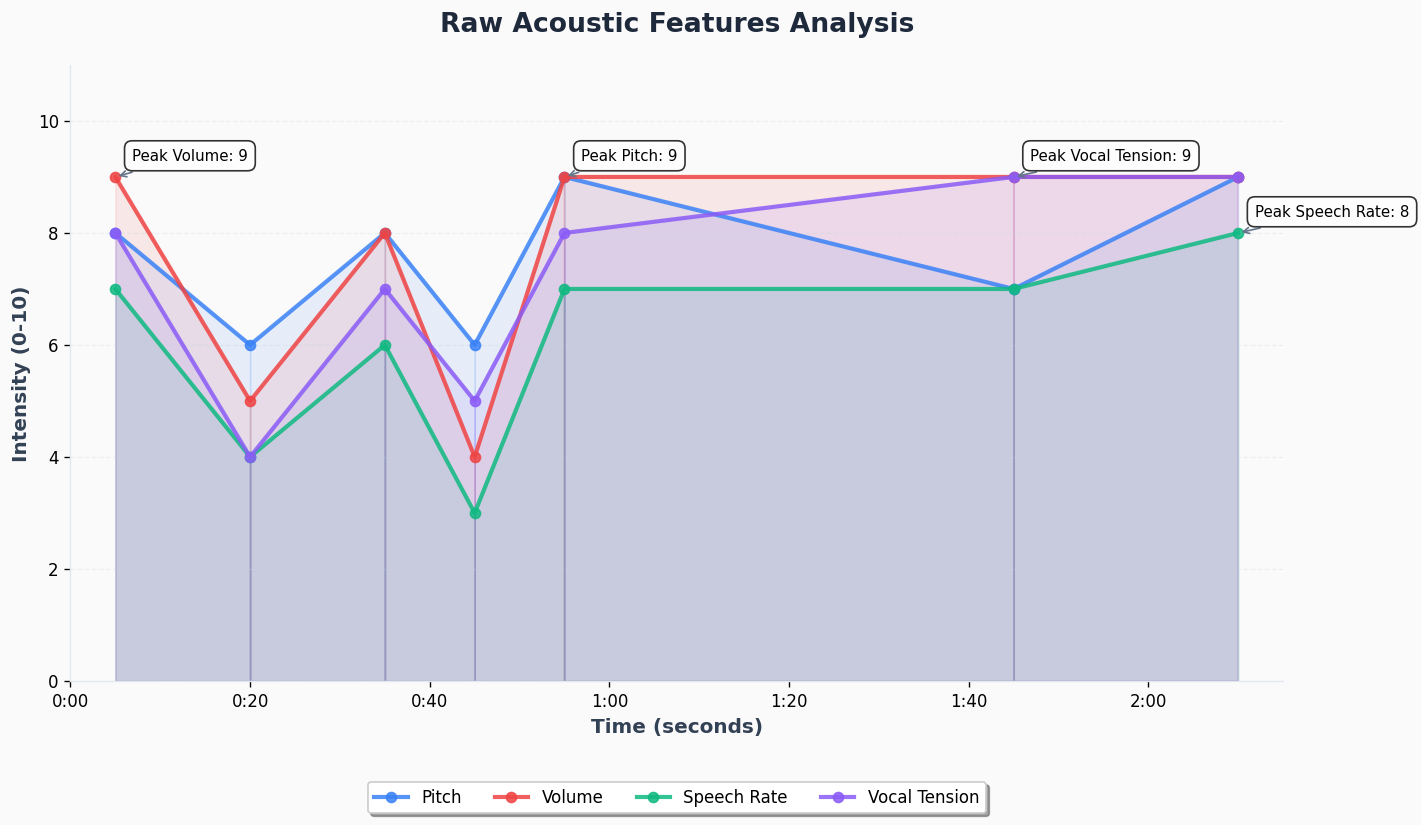 Raw Acoustic Features Analysis
Peak Volume: 9
Peak Pitch: 9
Peak Vocal Tension: 9
Peak Speech Rate: 8
Intensity (0-10)
10
8
6
4
2
0
0:00
0:20
0:40
1:00
1:20
1:40
2:00
Time (seconds)
Pitch
Volume
Speech Rate
Vocal Tension